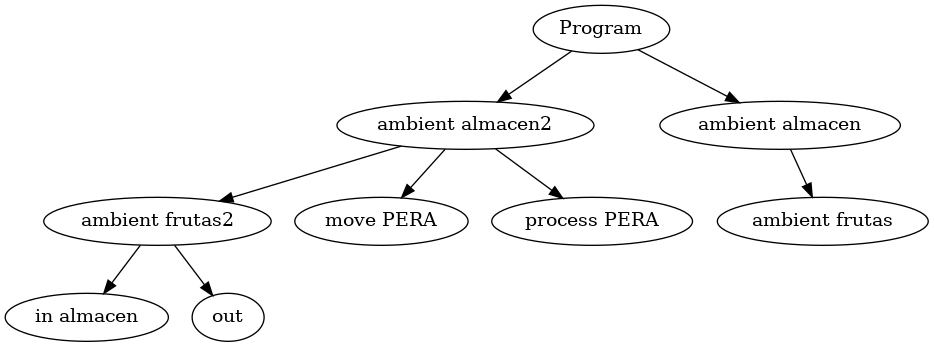 Program
ambient almacen2
ambient almacen
ambient frutas2
move PERA
process PERA
ambient frutas
in almacen
out